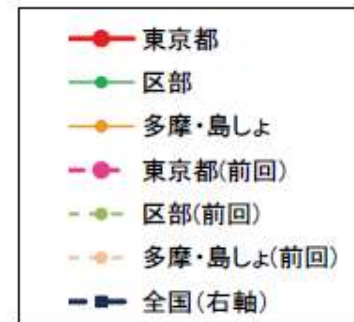 東京都
区部
多摩・島しょ
東京都(前回)
区部(前回)
多摩・島しょ(前回)
全国(右軸)